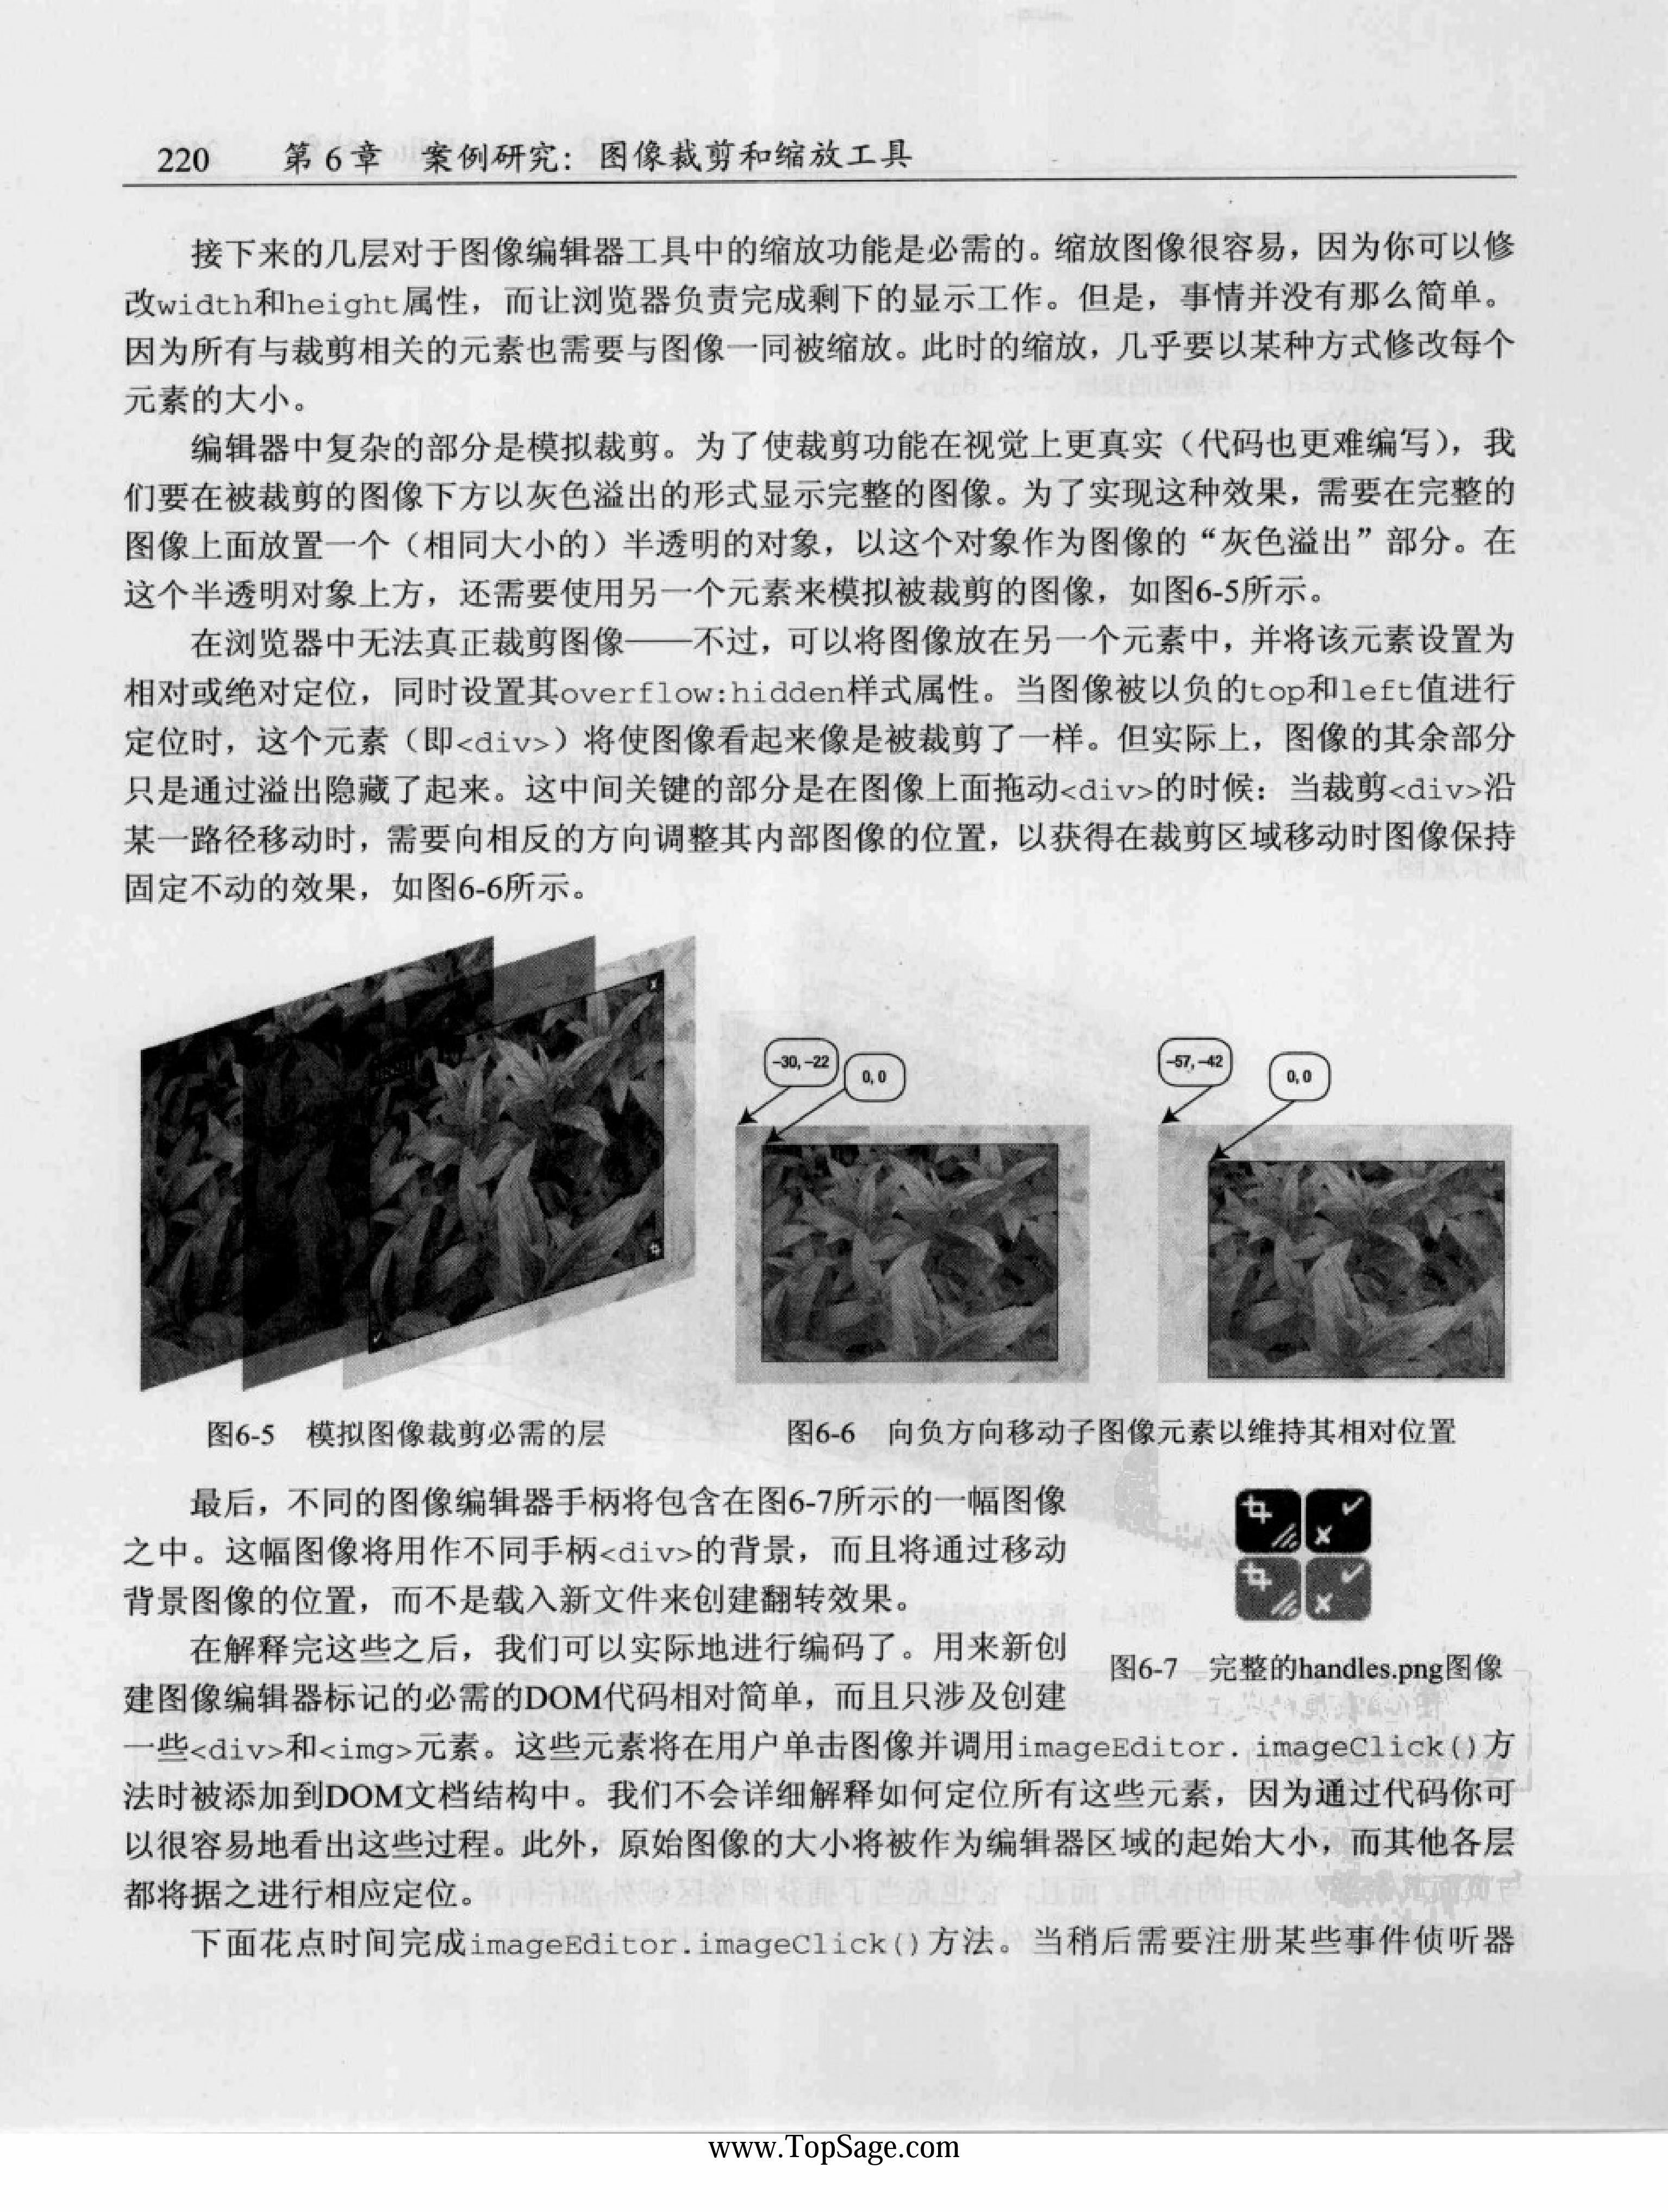 220 第6章 案例研究：图像裁剪和缩放工具
接下来的几层对于图像编辑器工具中的缩放功能是必需的。缩放图像很容易，因为你可以修
改width和height属性，而让浏览器负责完成剩下的显示工作。但是，事情并没有那么简单。
因为所有与裁剪相关的元素也需要与图像一同被缩放。此时的缩放，几乎要以某种方式修改每个
元素的大小。
编辑器中复杂的部分是模拟裁剪。为了使裁剪功能在视觉上更真实（代码也更难编写），我
们要在被裁剪的图像下方以灰色溢出的形式显示完整的图像。为了实现这种效果，需要在完整的
图像上面放置一个（相同大小的）半透明的对象，以这个对象作为图像的“灰色溢出”部分。在
这个半透明对象上方，还需要使用另一个元素来模拟被裁剪的图像，如图6-5所示。
在浏览器中无法真正裁剪图像——不过，可以将图像放在另一个元素中，并将该元素设置为
相对或绝对定位，同时设置其overflow:hidden样式属性。当图像被以负的top和left值进行
定位时，这个元素（即<div>）将使图像看起来像是被裁剪了一样。但实际上，图像的其余部分
只是通过溢出隐藏了起来。这中间关键的部分是在图像上面拖动<div>的时候：当裁剪<div>沿
某一路径移动时，需要向相反的方向调整其内部图像的位置，以获得在裁剪区域移动时图像保持
固定不动的效果，如图6-6所示。
-30,-22
0,0
-57,-42
0,0
图6-5 模拟图像裁剪必需的层
图6-6 向负方向移动子图像元素以维持其相对位置
最后，不同的图像编辑器手柄将包含在图6-7所示的一幅图像
之中。这幅图像将用作不同手柄<div>的背景，而且将通过移动
背景图像的位置，而不是载入新文件来创建翻转效果。
在解释完这些之后，我们可以实际地进行编码了。用来新创
建图像编辑器标记的必需的DOM代码相对简单，而且只涉及创建
图6-7 完整的handles.png图像
一些<div>和<img>元素。这些元素将在用户单击图像并调用imageEditor. imageClick()方
法时被添加到DOM文档结构中。我们不会详细解释如何定位所有这些元素，因为通过代码你可
以很容易地看出这些过程。此外，原始图像的大小将被作为编辑器区域的起始大小，而其他各层
都将据之进行相应定位。
下面花点时间完成imageEditor.imageClick()方法。当稍后需要注册某些事件侦听器
www.TopSage.com